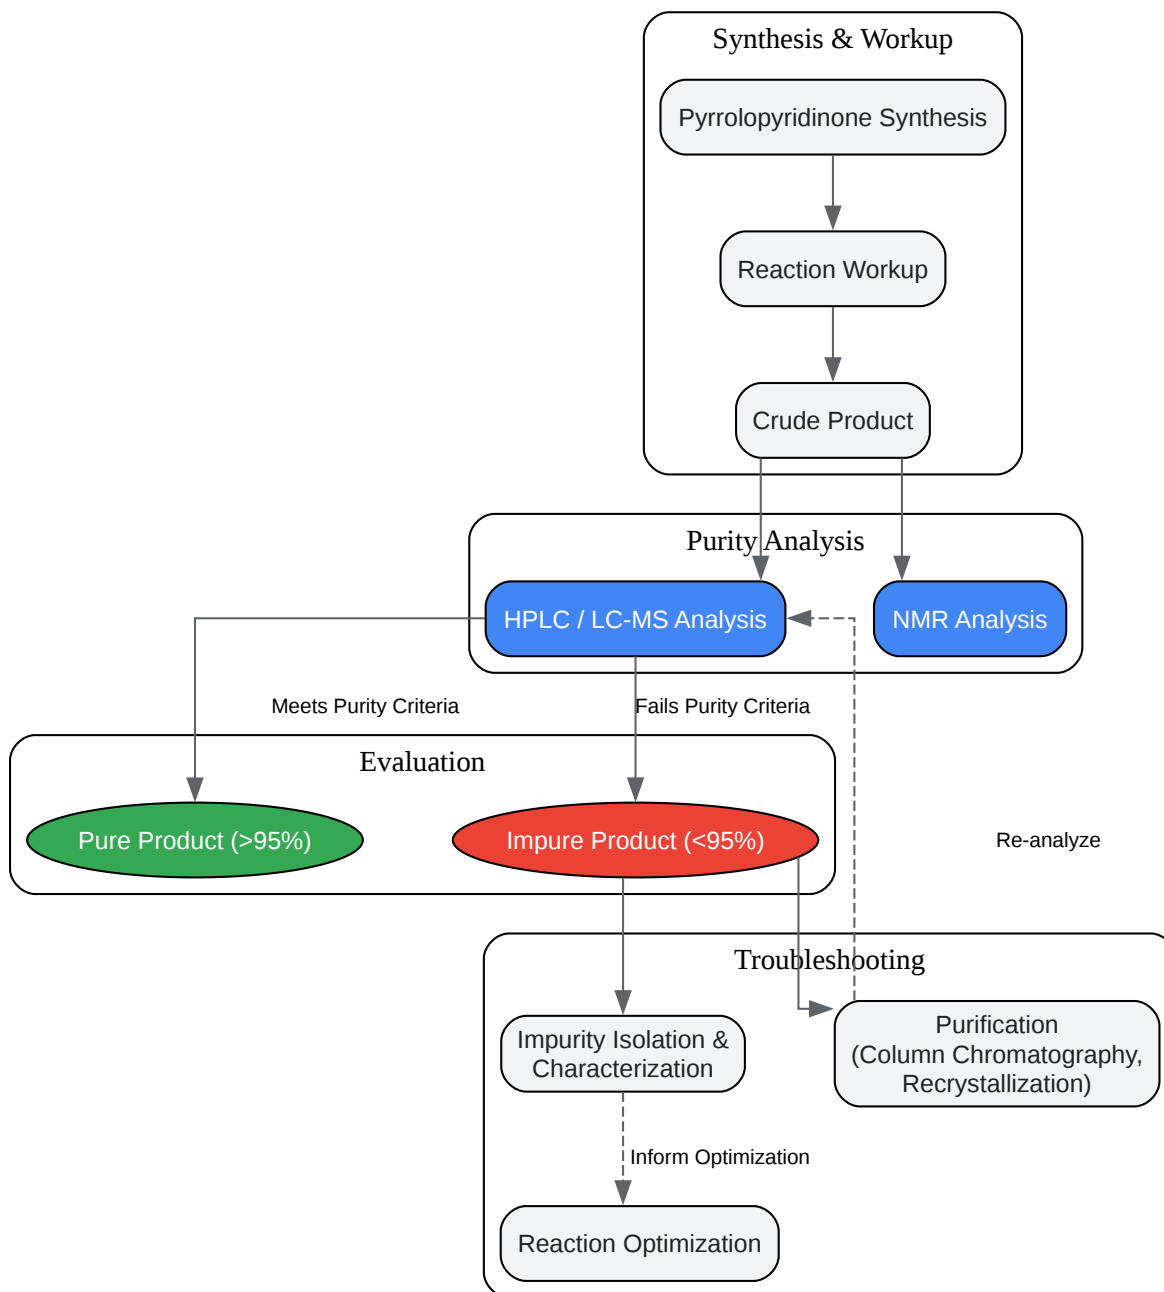 Synthesis & Workup
Pyrrolopyridinone Synthesis
Reaction Workup
Crude Product
Purity Analysis
HPLC / LC-MS Analysis
NMR Analysis
Meets Purity Criteria
Fails Purity Criteria
Evaluation
Pure Product (>95%)
Impure Product (<95%)
Re-analyze
Troubleshooting
Impurity Isolation &
Characterization
Purification
(Column Chromatography,
Recrystallization)
Inform Optimization
Reaction Optimization